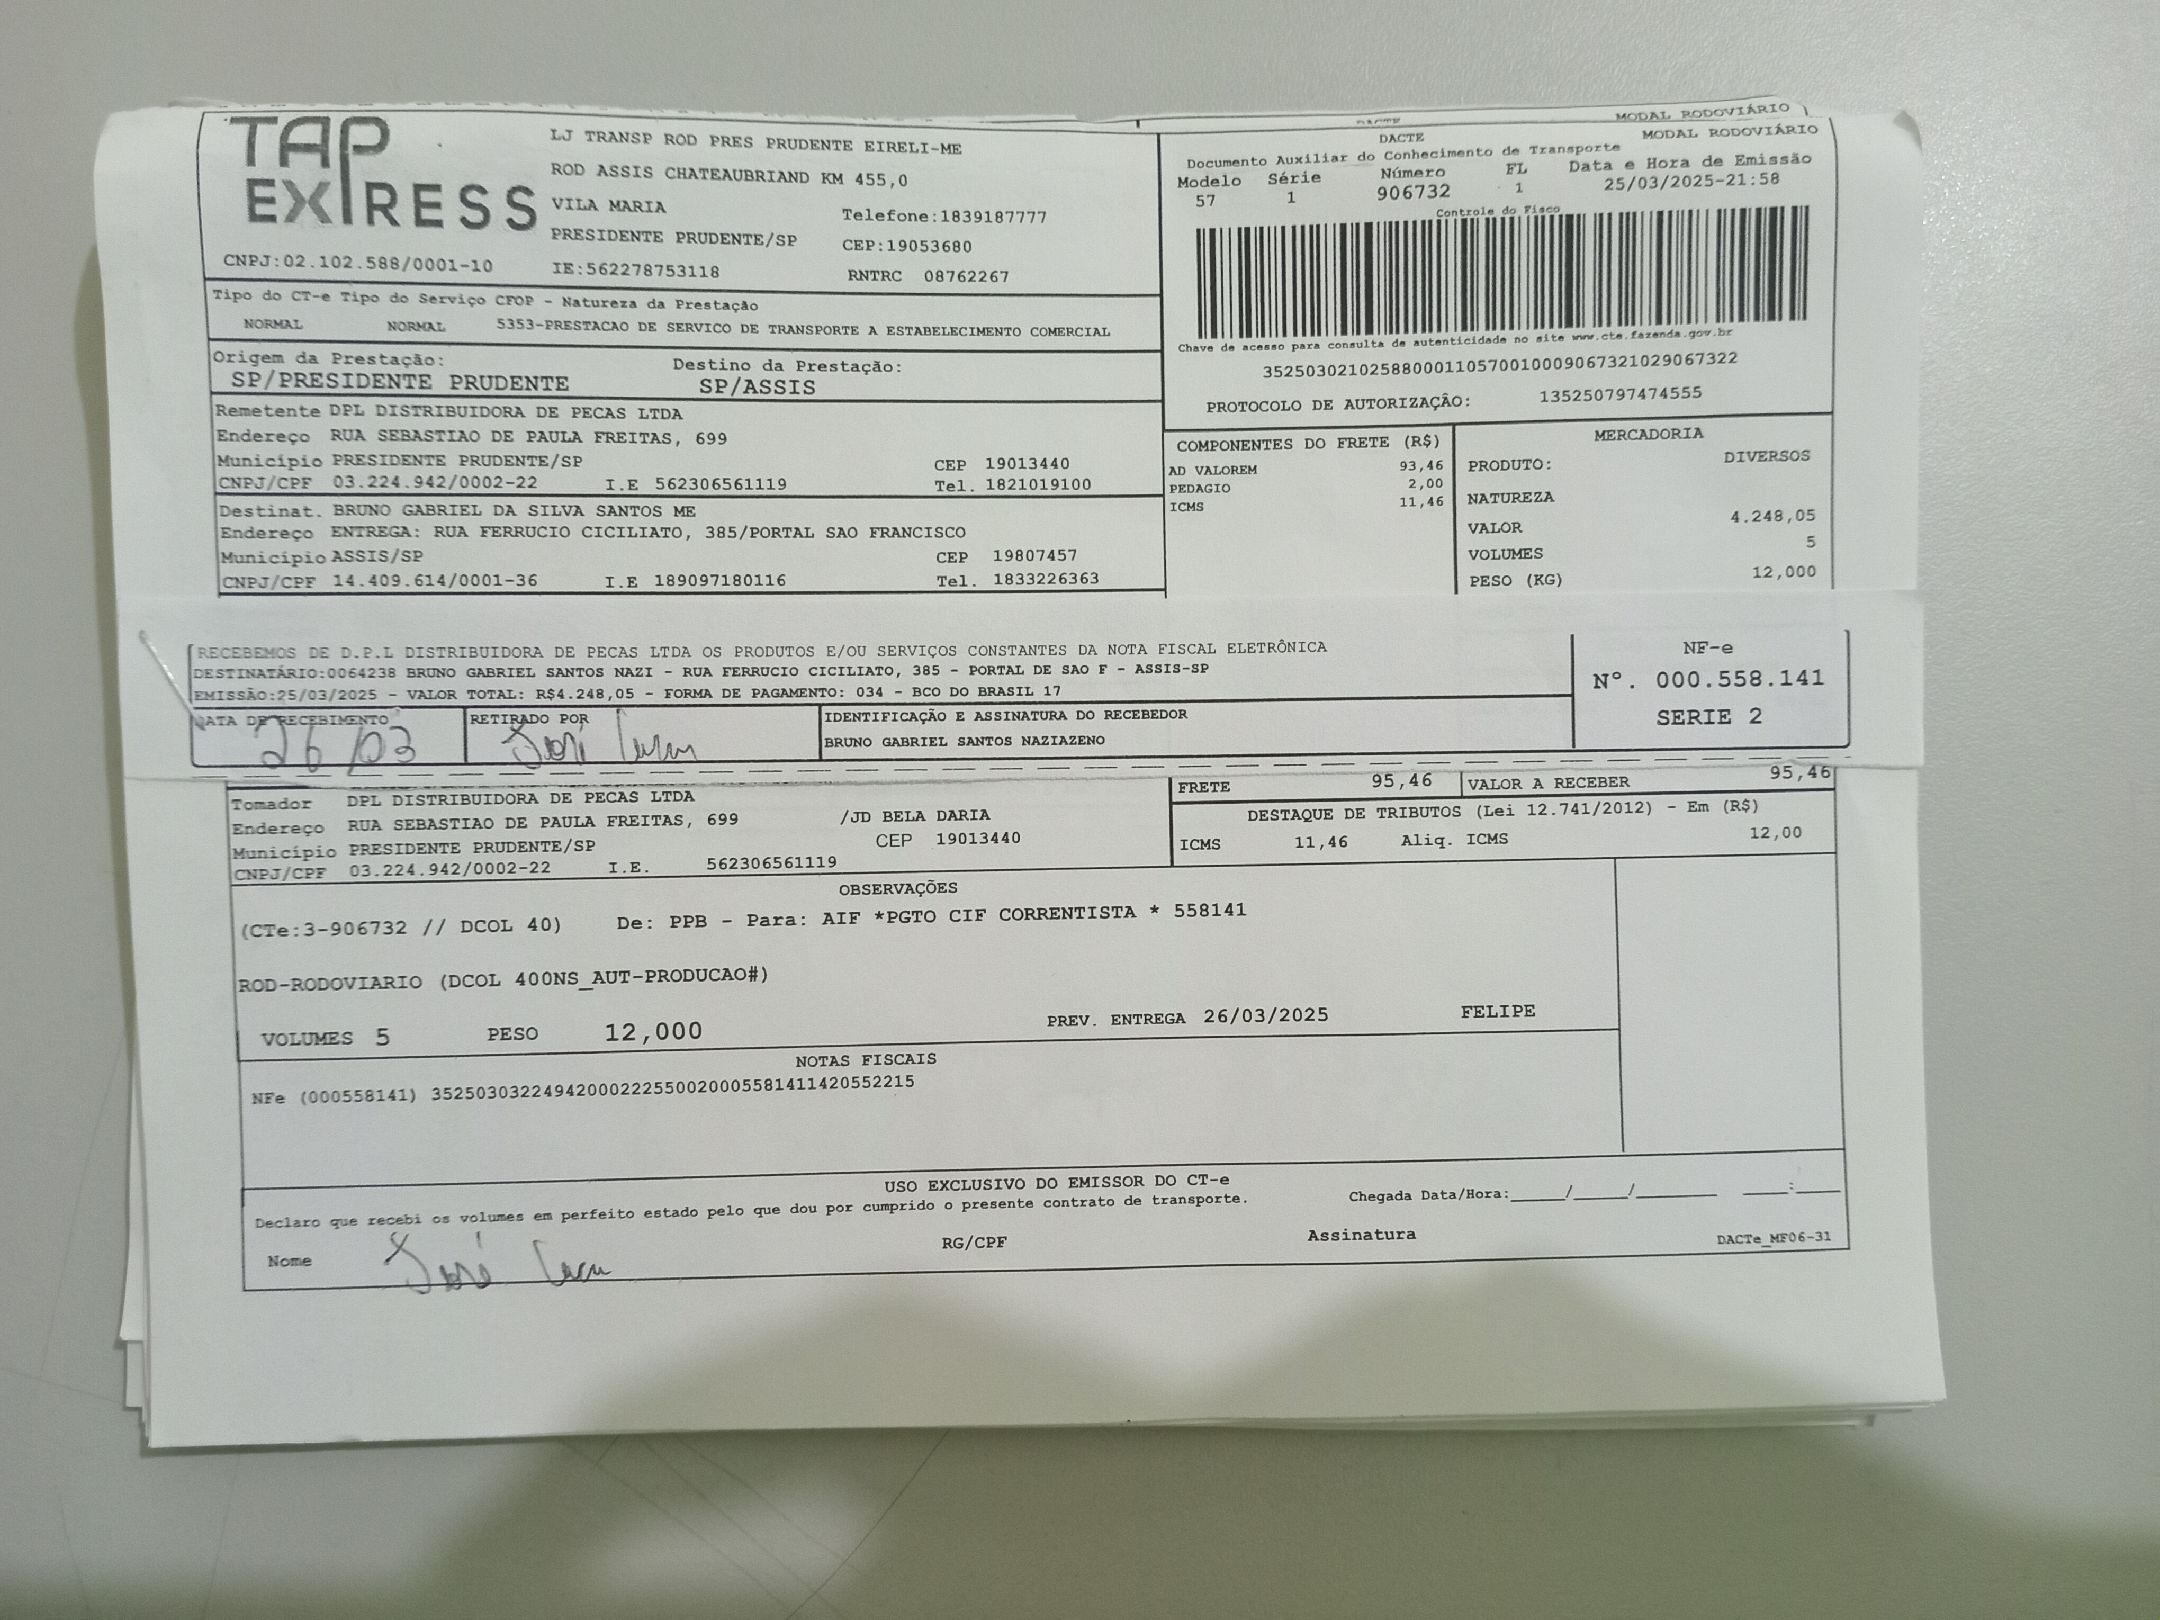 TAP EXPRESS
LJ TRANSP ROD PRES PRUDENTE EIRELI-ME
ROD ASSIS CHATEAUBRIAND KM 455,0
VILA MARIA Telefone:1839187777
PRESIDENTE PRUDENTE/SP CEP:19053680
CNPJ:02.102.588/0001-10 IE:562278753118 RNTRC 08762267
MODAL RODOVIÁRIO
DACTE MODAL RODOVIÁRIO
Documento Auxiliar do Conhecimento de Transporte
Modelo Série Número FL Data e Hora de Emissão
57 1 906732 1 25/03/2025-21:58
Controle do Fisco
Chave de acesso para consulta de autenticidade no site www.cte.fazenda.gov.br
35250302102588000110570010009067321029067322
PROTOCOLO DE AUTORIZAÇÃO: 135250797474555
Tipo do CT-e Tipo do Serviço CFOP - Natureza da Prestação
NORMAL NORMAL 5353-PRESTACAO DE SERVICO DE TRANSPORTE A ESTABELECIMENTO COMERCIAL
Origem da Prestação: Destino da Prestação:
SP/PRESIDENTE PRUDENTE SP/ASSIS
Remetente DPL DISTRIBUIDORA DE PECAS LTDA
Endereço RUA SEBASTIAO DE PAULA FREITAS, 699
Município PRESIDENTE PRUDENTE/SP CEP 19013440
CNPJ/CPF 03.224.942/0002-22 I.E 562306561119 Tel. 1821019100
Destinat. BRUNO GABRIEL DA SILVA SANTOS ME
Endereço ENTREGA: RUA FERRUCIO CICILIATO, 385/PORTAL SAO FRANCISCO
Município ASSIS/SP CEP 19807457
CNPJ/CPF 14.409.614/0001-36 I.E 189097180116 Tel. 1833226363
COMPONENTES DO FRETE (R$)
AD VALOREM 93,46
PEDAGIO 2,00
ICMS 11,46
MERCADORIA
PRODUTO: DIVERSOS
NATUREZA
VALOR 4.248,05
VOLUMES 5
PESO (KG) 12,000
RECEBEMOS DE D.P.L DISTRIBUIDORA DE PECAS LTDA OS PRODUTOS E/OU SERVIÇOS CONSTANTES DA NOTA FISCAL ELETRÔNICA
DESTINATÁRIO:0064238 BRUNO GABRIEL SANTOS NAZI - RUA FERRUCIO CICILIATO, 385 - PORTAL DE SAO F - ASSIS-SP
EMISSÃO:25/03/2025 - VALOR TOTAL: R$4.248,05 - FORMA DE PAGAMENTO: 034 - BCO DO BRASIL 17
NF-e
Nº. 000.558.141
SERIE 2
DATA DE RECEBIMENTO RETIRADO POR IDENTIFICAÇÃO E ASSINATURA DO RECEBEDOR
26/03 José BRUNO GABRIEL SANTOS NAZIAZENO
FRETE 95,46 VALOR A RECEBER 95,46
Tomador DPL DISTRIBUIDORA DE PECAS LTDA
Endereço RUA SEBASTIAO DE PAULA FREITAS, 699 /JD BELA DARIA
Município PRESIDENTE PRUDENTE/SP CEP 19013440
CNPJ/CPF 03.224.942/0002-22 I.E. 562306561119
DESTAQUE DE TRIBUTOS (Lei 12.741/2012) - Em (R$)
ICMS 11,46 Aliq. ICMS 12,00
OBSERVAÇÕES
(CTe:3-906732 // DCOL 40) De: PPB - Para: AIF *PGTO CIF CORRENTISTA * 558141
ROD-RODOVIARIO (DCOL 400NS_AUT-PRODUCAO#)
VOLUMES 5 PESO 12,000 PREV. ENTREGA 26/03/2025 FELIPE
NOTAS FISCAIS
NFe (000558141) 35250303224942000222550020005581411420552215
USO EXCLUSIVO DO EMISSOR DO CT-e
Declaro que recebi os volumes em perfeito estado pelo que dou por cumprido o presente contrato de transporte. Chegada Data/Hora:_____/_____/________ ____:____
Nome José RG/CPF Assinatura DACTe_MF06-31